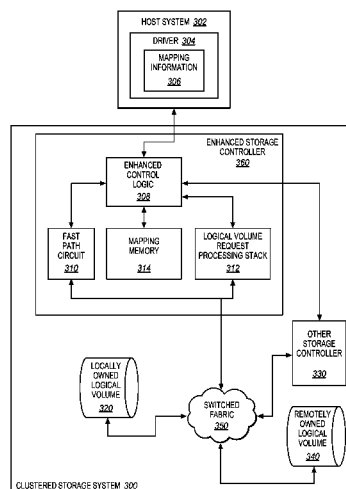 HOST SYSTEM 302
DRIVER 304
MAPPING
INFORMATION
306
ENHANCED STORAGE
CONTROLLER
360
ENHANCED
CONTROL
LOGIC
308
FAST
PATH
CIRCUIT
310
MAPPING
MEMORY
314
LOGICAL VOLUME
REQUEST
PROCESSING STACK
312
OTHER
STORAGE
CONTROLLER
330
LOCALLY
OWNED
LOGICAL
VOLUME
320
SWITCHED
FABRIC
350
REMOTELY
OWNED
LOGICAL
VOLUME
340
CLUSTERED STORAGE SYSTEM 300